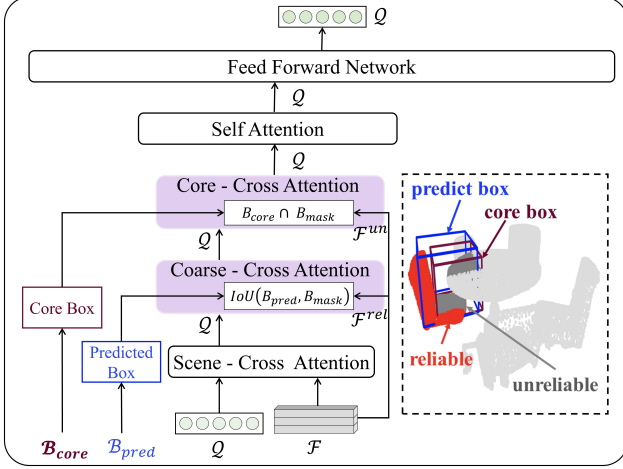 𝒬
Feed Forward Network
𝒬
Self Attention
𝒬
Core - Cross Attention
B_core ∩ B_mask
ℱ^un
𝒬
Coarse - Cross Attention
IoU(B_pred, B_mask)
ℱ^rel
𝒬
Scene - Cross Attention
Core Box
Predicted
Box
ℬ_core
ℬ_pred
𝒬
ℱ
predict box
core box
reliable
unreliable